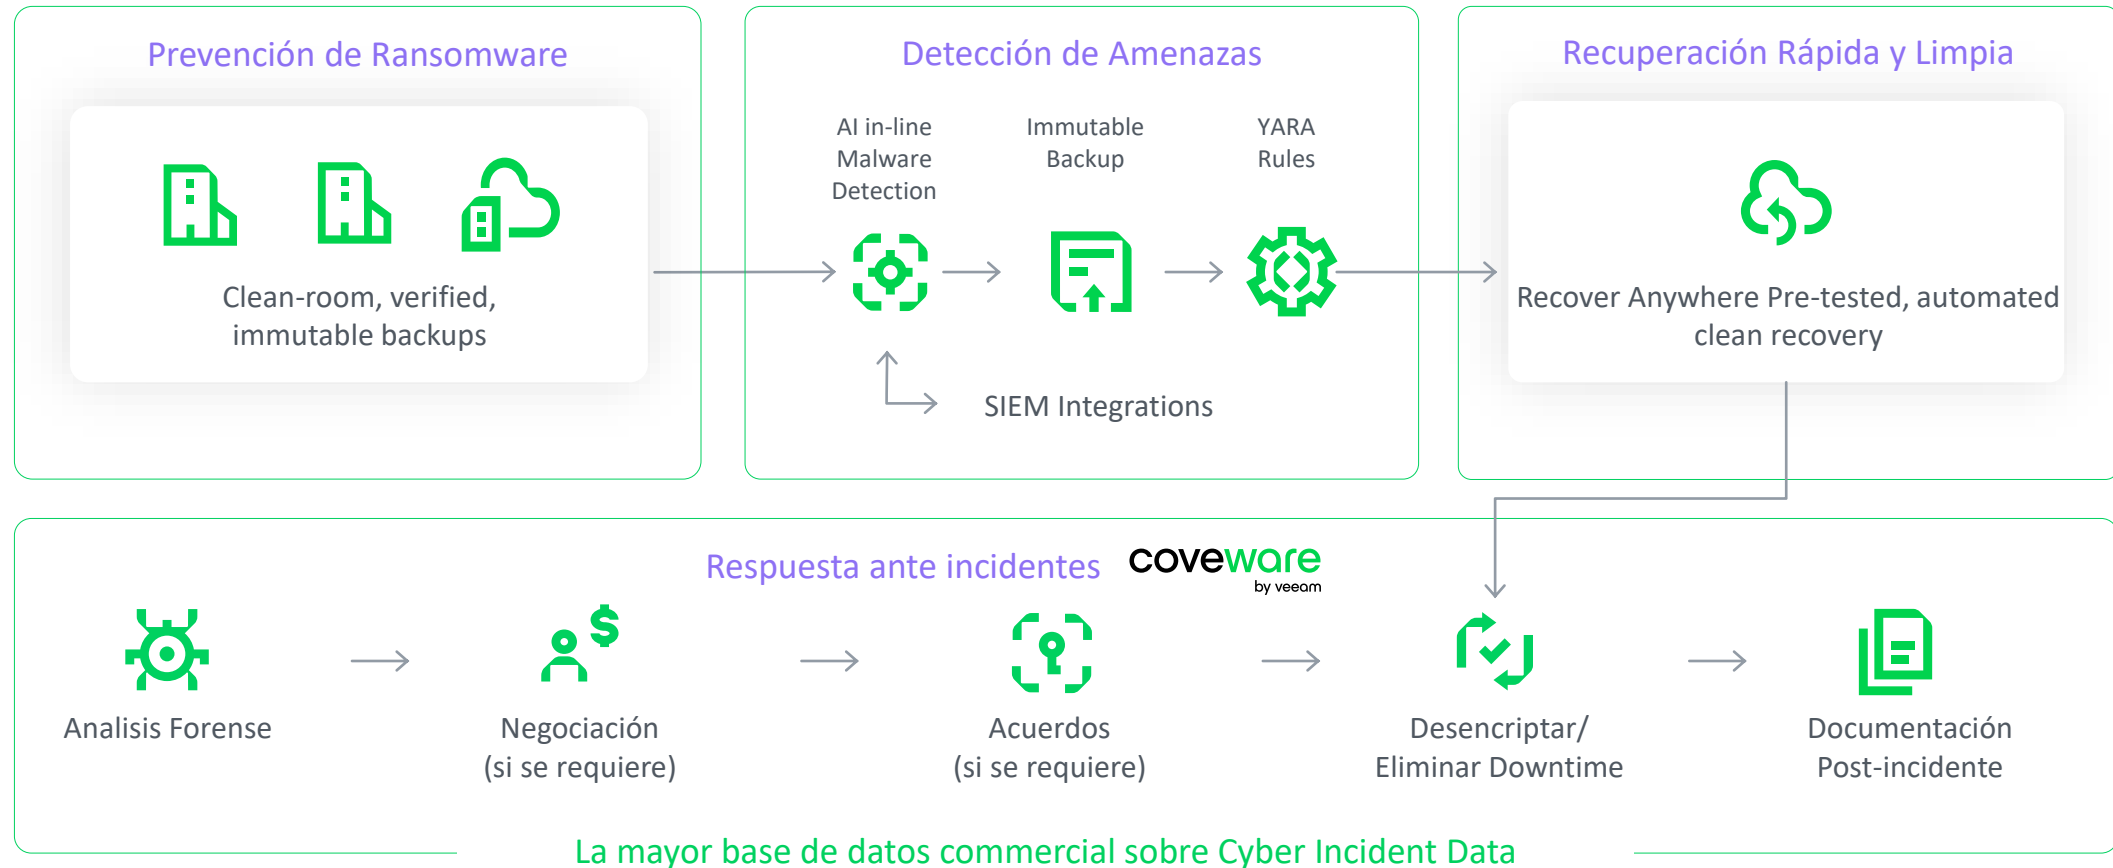 Prevención de Ransomware
Clean-room, verified,
immutable backups
Detección de Amenazas
AI in-line
Malware
Detection
Immutable
Backup
YARA
Rules
SIEM Integrations
Recuperación Rápida y Limpia
Recover Anywhere Pre-tested, automated
clean recovery
Respuesta ante incidentes
coveware
by veeam
$
Analisis Forense
Negociación
(si se requiere)
Acuerdos
(si se requiere)
Desencriptar/
Eliminar Downtime
Documentación
Post-incidente
La mayor base de datos commercial sobre Cyber Incident Data